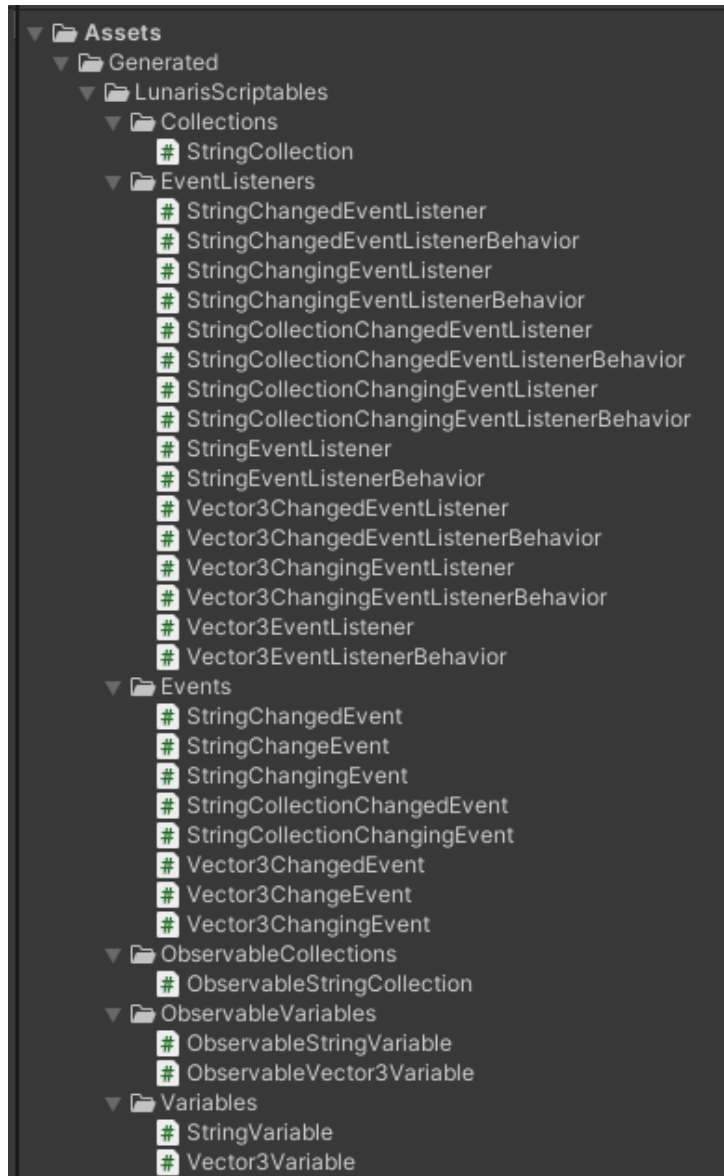 Assets
Generated
LunarisScriptables
Collections
# StringCollection
EventListeners
# StringChangedEventListener
# StringChangedEventListenerBehavior
# StringChangingEventListener
# StringChangingEventListenerBehavior
# StringCollectionChangedEventListener
# StringCollectionChangedEventListenerBehavior
# StringCollectionChangingEventListener
# StringCollectionChangingEventListenerBehavior
# StringEventListener
# StringEventListenerBehavior
# Vector3ChangedEventListener
# Vector3ChangedEventListenerBehavior
# Vector3ChangingEventListener
# Vector3ChangingEventListenerBehavior
# Vector3EventListener
# Vector3EventListenerBehavior
Events
# StringChangedEvent
# StringChangeEvent
# StringChangingEvent
# StringCollectionChangedEvent
# StringCollectionChangingEvent
# Vector3ChangedEvent
# Vector3ChangeEvent
# Vector3ChangingEvent
ObservableCollections
# ObservableStringCollection
ObservableVariables
# ObservableStringVariable
# ObservableVector3Variable
Variables
# StringVariable
# Vector3Variable